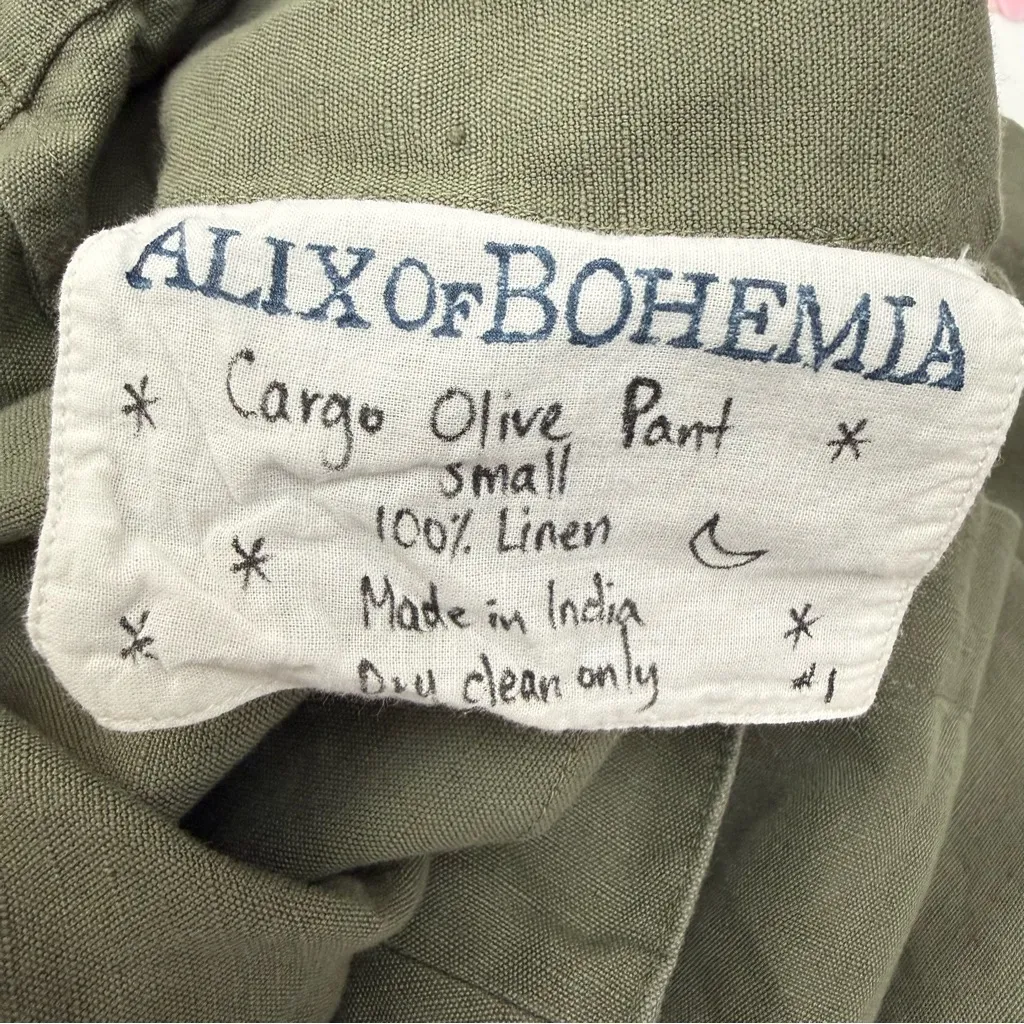 ALIX OF BOHEMIA
Cargo Olive Pant
small
100% Linen
Made in India
Dry clean only
#1